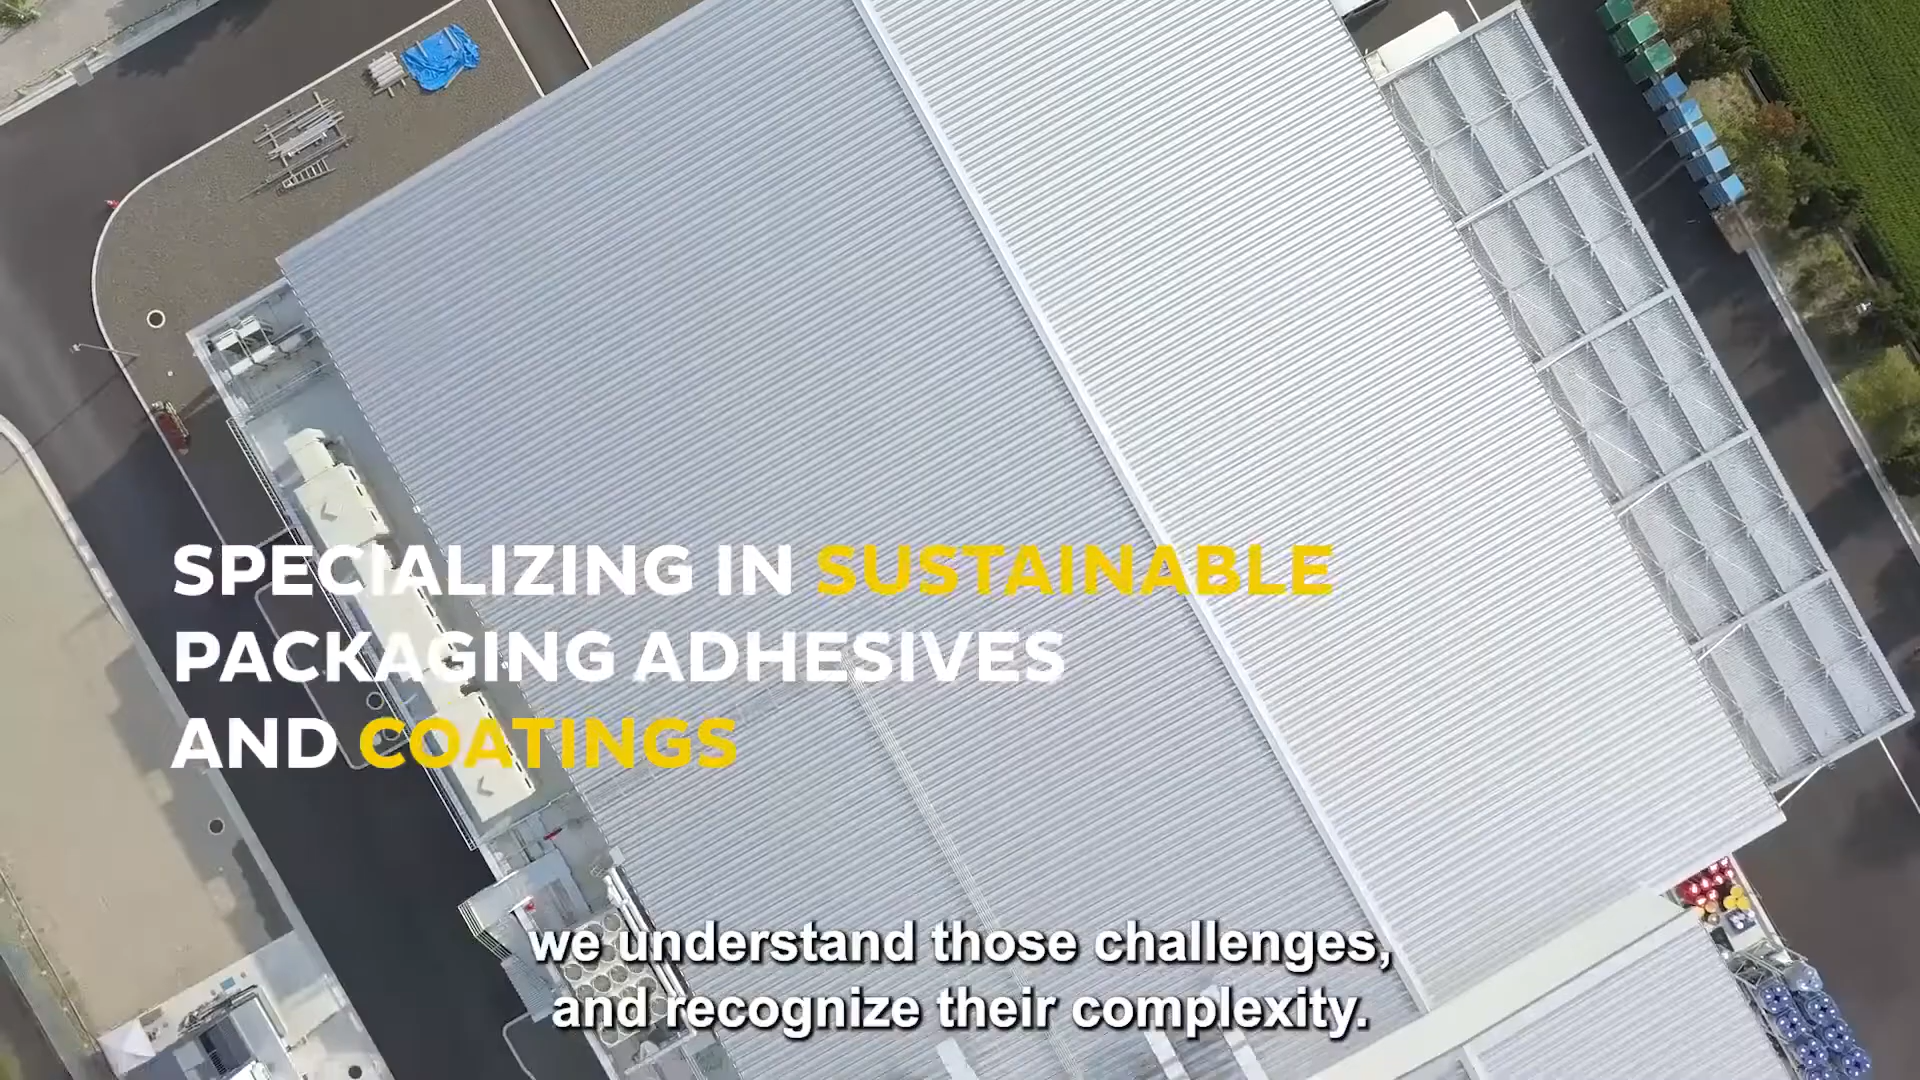 SPECIALIZING IN SUSTAINABLE
PACKAGING ADHESIVES
AND COATINGS
we understand those challenges,
and recognize their complexity.